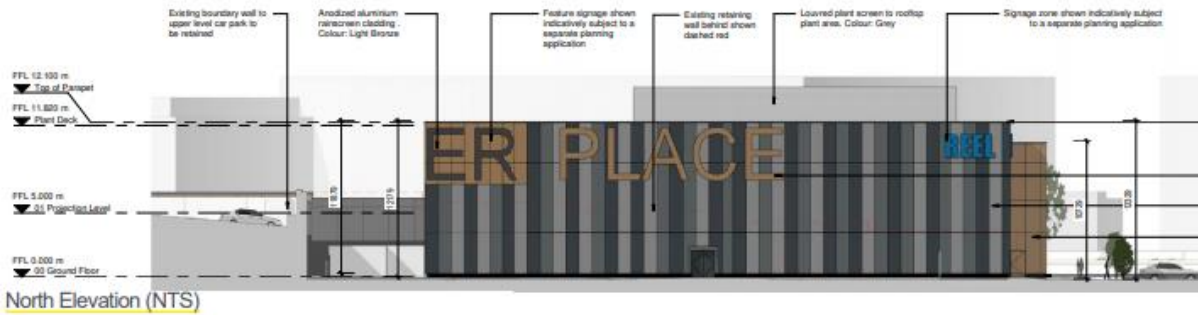 Existing boundary wall to
upper level car park to
be retained
Anodized aluminium
rainscreen cladding .
Colour: Light Bronze
Feature signage shown
indicatively subject to a
separate planning
application
Existing retaining
wall behind shown
dashed red
Louvred plant screen to rooftop
plant area. Colour: Grey
Signage zone shown indicatively subject
to a separate planning application
FFL 12.100 m
Top of Parapet
FFL 11.820 m
Plant Deck
ER PLACE
REEL
FFL 5.000 m
01 Projection Level
FFL 0.000 m
00 Ground Floor
North Elevation (NTS)